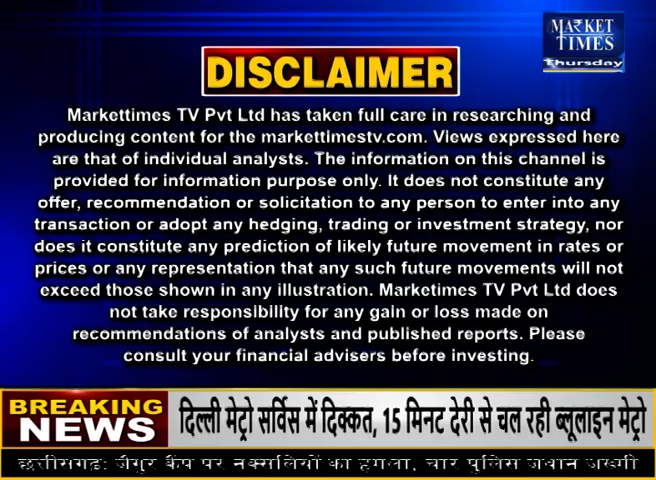 MARKET
TIMES
Thursday
DISCLAIMER
Markettimes TV Pvt Ltd has taken full care in researching and
producing content for the markettimestv.com. Views expressed here
are that of individual analysts. The information on this channel is
provided for information purpose only. It does not constitute any
offer, recommendation or solicitation to any person to enter into any
transaction or adopt any hedging, trading or investment strategy, nor
does it constitute any prediction of likely future movement in rates or
prices or any representation that any such future movements will not
exceed those shown in any illustration. Marketimes TV Pvt Ltd does
not take responsibility for any gain or loss made on
recommendations of analysts and published reports. Please
consult your financial advisers before investing.
BREAKING
NEWS
दिल्ली मेट्रो सर्विस में दिक्कत, 15 मिनट देरी से चल रही ब्लूलाइन मेट्रो
छत्तीसगढ़: कैंप पर नक्सलियों का हमला, चार पुलिस जवान जख्मी